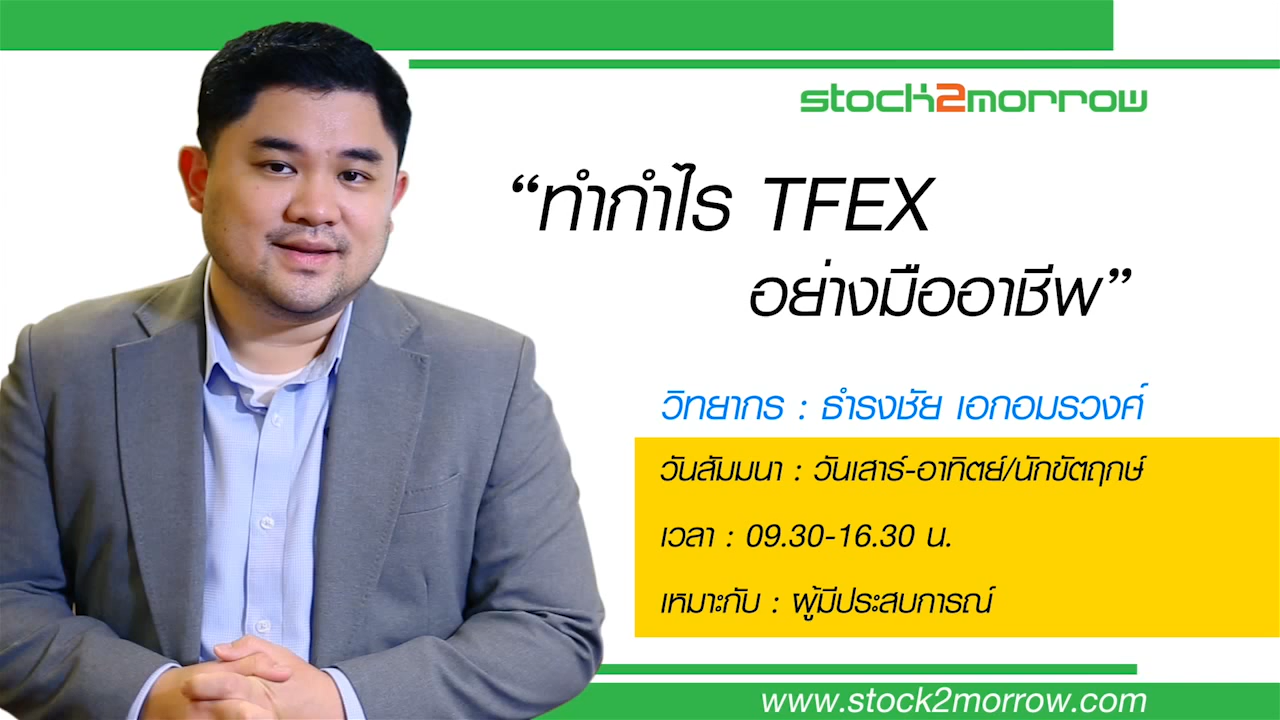 stock2morrow
“ทำกำไร TFEX
อย่างมืออาชีพ”
วิทยากร : ธำรงชัย เอกอมรวงศ์
วันสัมมนา : วันเสาร์-อาทิตย์/นักขัตฤกษ์
เวลา : 09.30-16.30 น.
เหมาะกับ : ผู้มีประสบการณ์
www.stock2morrow.com